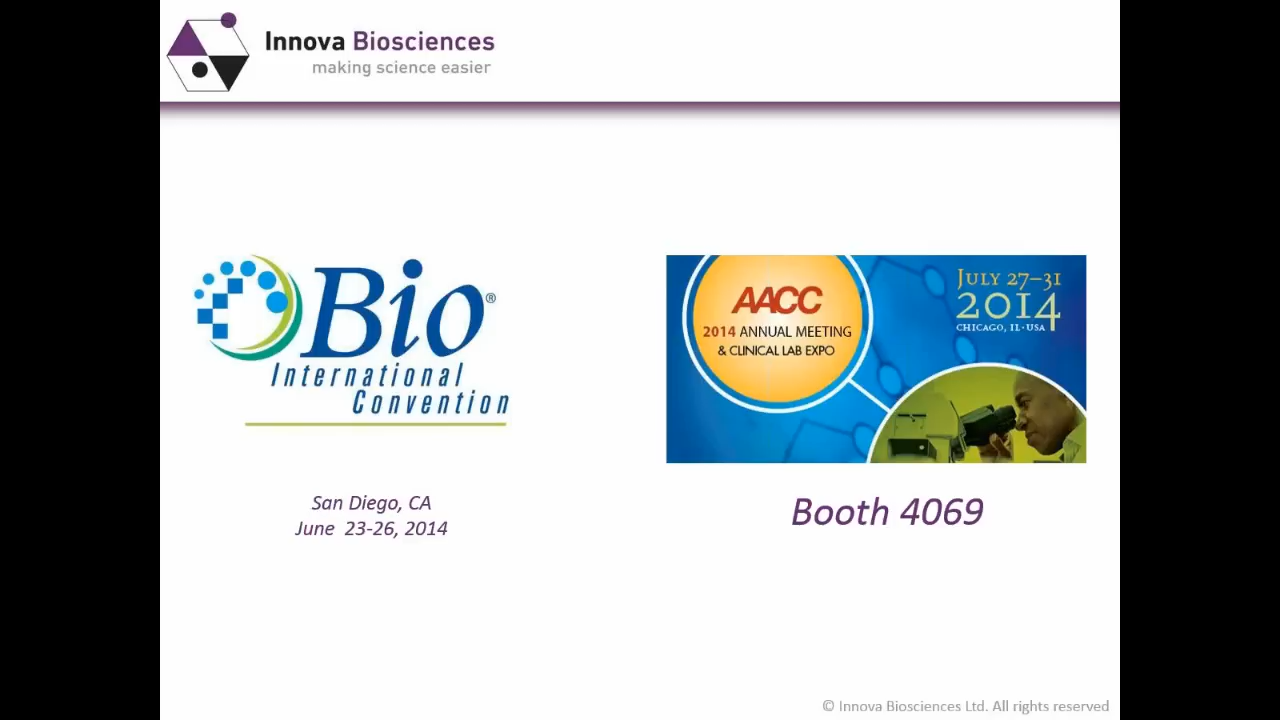 Innova Biosciences
making science easier
Bio®
International
Convention
San Diego, CA
June 23-26, 2014
AACC
2014 ANNUAL MEETING
& CLINICAL LAB EXPO
JULY 27–31
2014
CHICAGO, IL · USA
Booth 4069
© Innova Biosciences Ltd. All rights reserved